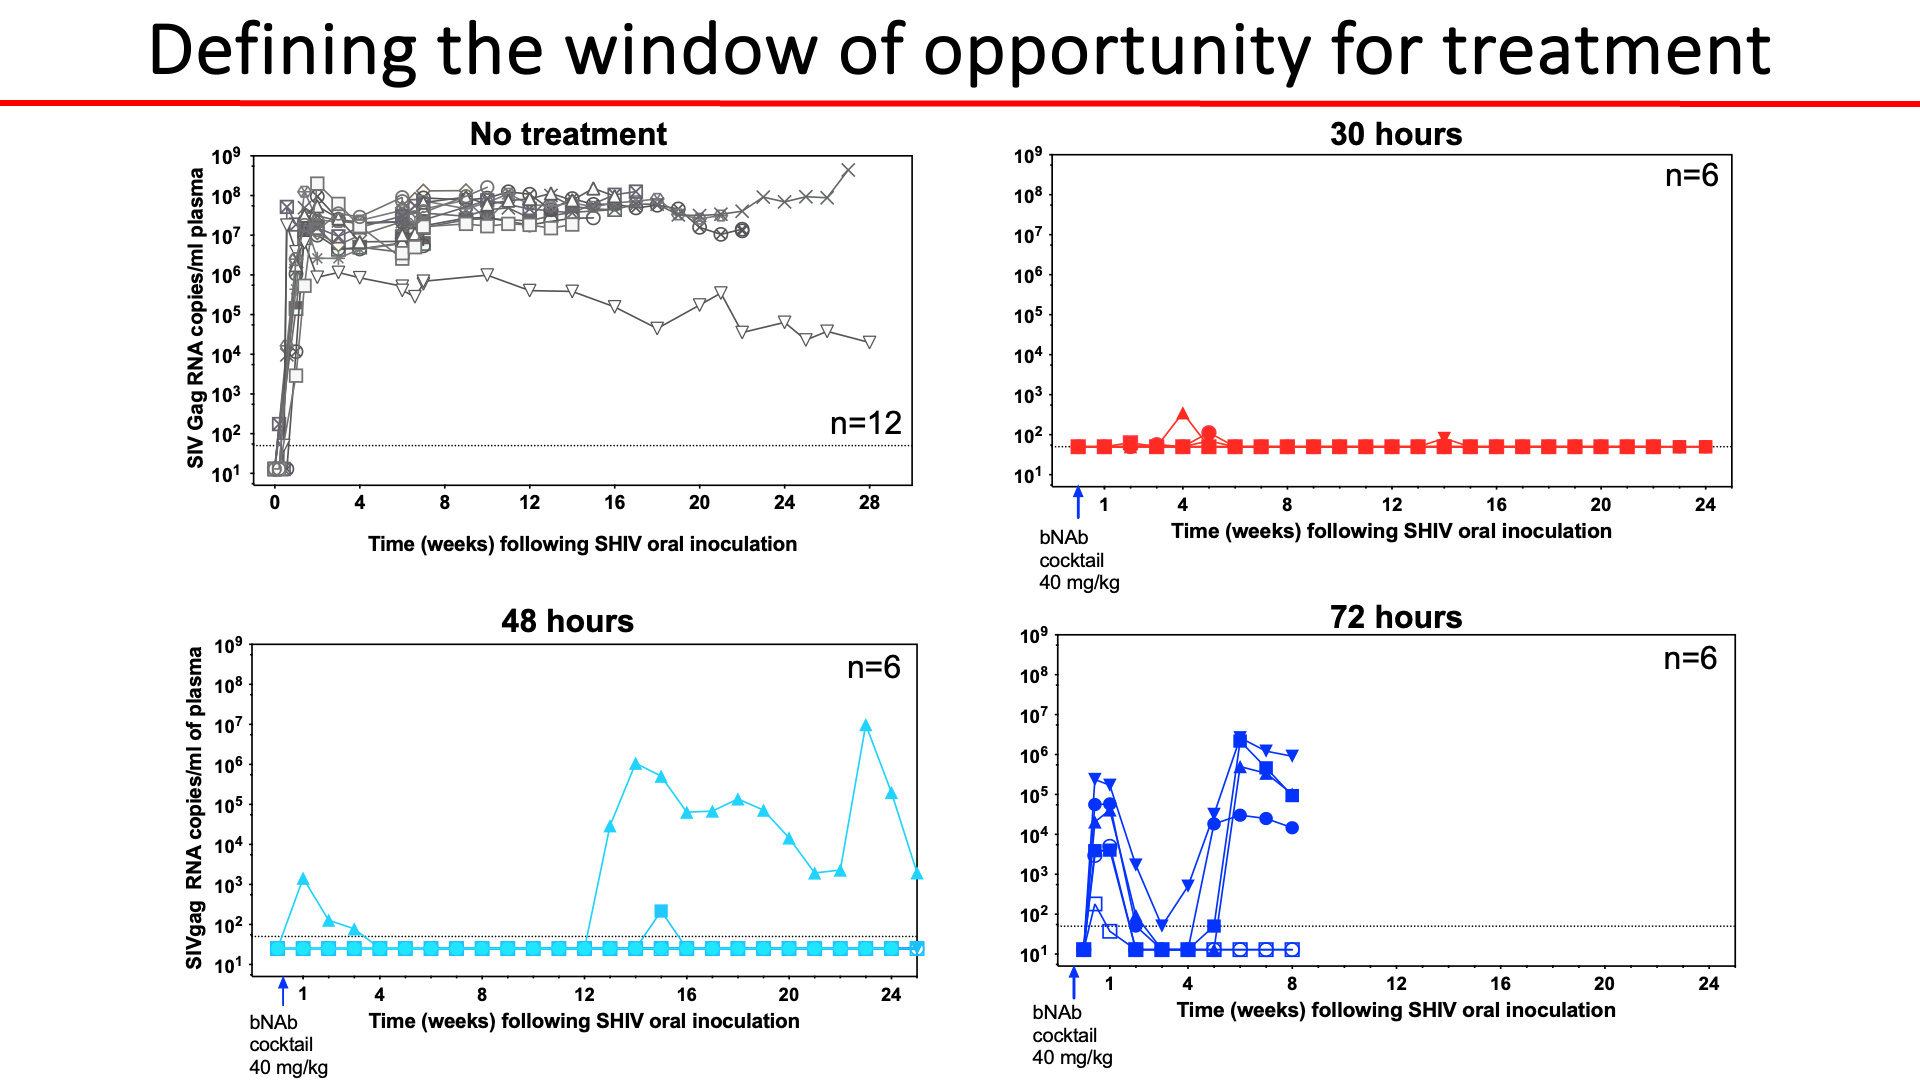 Defining the window of opportunity for treatment
No treatment
SIV Gag RNA copies/ml plasma
10⁹
10⁸
10⁷
10⁶
10⁵
10⁴
10³
10²
10¹
n=12
0 4 8 12 16 20 24 28
Time (weeks) following SHIV oral inoculation
30 hours
10⁹
10⁸
10⁷
10⁶
10⁵
10⁴
10³
10²
10¹
n=6
1 4 8 12 16 20 24
Time (weeks) following SHIV oral inoculation
bNAb
cocktail
40 mg/kg
48 hours
SIVgag RNA copies/ml of plasma
10⁹
10⁸
10⁷
10⁶
10⁵
10⁴
10³
10²
10¹
n=6
1 4 8 12 16 20 24
Time (weeks) following SHIV oral inoculation
bNAb
cocktail
40 mg/kg
72 hours
10⁹
10⁸
10⁷
10⁶
10⁵
10⁴
10³
10²
10¹
n=6
1 4 8 12 16 20 24
Time (weeks) following SHIV oral inoculation
bNAb
cocktail
40 mg/kg